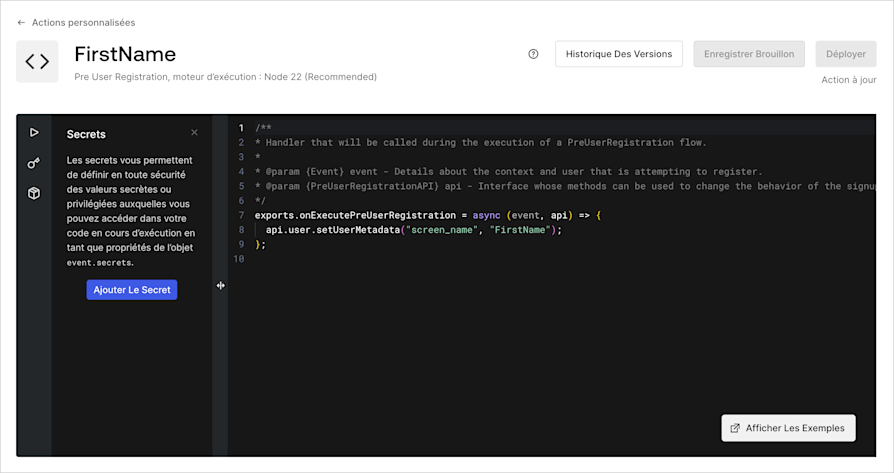 ← Actions personnalisées
FirstName
Pre User Registration, moteur d'exécution : Node 22 (Recommended)
Historique Des Versions
Enregistrer Brouillon
Déployer
Action à jour
Secrets
Les secrets vous permettent
de définir en toute sécurité
des valeurs secrètes ou
privilégiées auxquelles vous
pouvez accéder dans votre
code en cours d'exécution en
tant que propriétés de l'objet
event.secrets.
Ajouter Le Secret
1 /**
2 * Handler that will be called during the execution of a PreUserRegistration flow.
3 *
4 * @param {Event} event - Details about the context and user that is attempting to register.
5 * @param {PreUserRegistrationAPI} api - Interface whose methods can be used to change the behavior of the signup
6 */
7 exports.onExecutePreUserRegistration = async (event, api) => {
8 api.user.setUserMetadata("screen_name", "FirstName");
9 };
10
Afficher Les Exemples